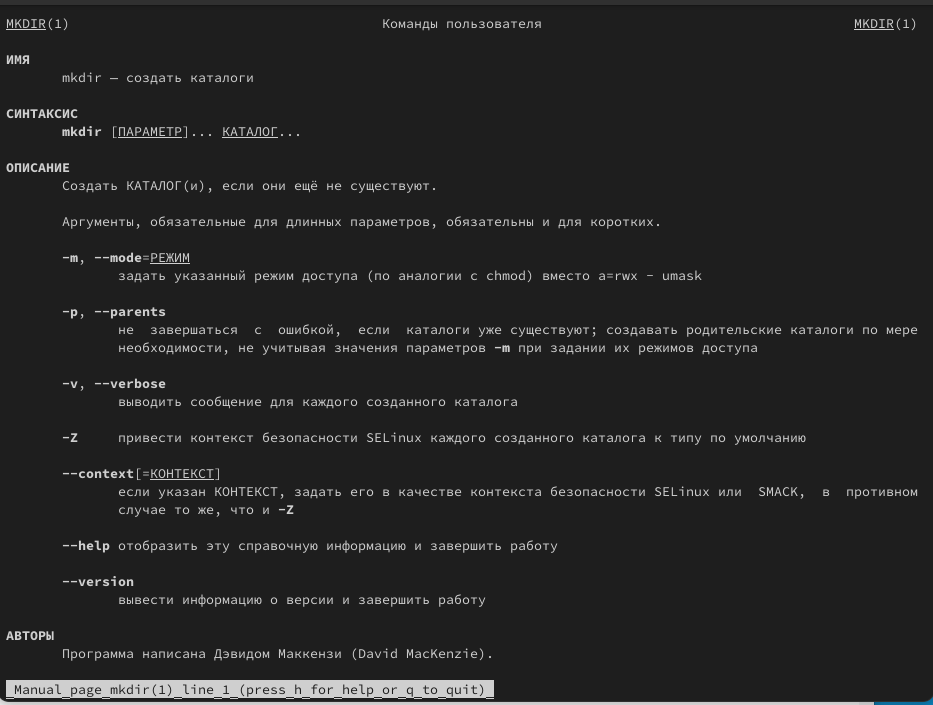 MKDIR(1) Команды пользователя MKDIR(1)
ИМЯ
mkdir — создать каталоги
СИНТАКСИС
mkdir [ПАРАМЕТР]... КАТАЛОГ...
ОПИСАНИЕ
Создать КАТАЛОГ(и), если они ещё не существуют.
Аргументы, обязательные для длинных параметров, обязательны и для коротких.
-m, --mode=РЕЖИМ
задать указанный режим доступа (по аналогии с chmod) вместо a=rwx - umask
-p, --parents
не завершаться с ошибкой, если каталоги уже существуют; создавать родительские каталоги по мере
необходимости, не учитывая значения параметров -m при задании их режимов доступа
-v, --verbose
выводить сообщение для каждого созданного каталога
-Z привести контекст безопасности SELinux каждого созданного каталога к типу по умолчанию
--context[=КОНТЕКСТ]
если указан КОНТЕКСТ, задать его в качестве контекста безопасности SELinux или SMACK, в противном
случае то же, что и -Z
--help отобразить эту справочную информацию и завершить работу
--version
вывести информацию о версии и завершить работу
АВТОРЫ
Программа написана Дэвидом Маккензи (David MacKenzie).
Manual page mkdir(1) line 1 (press h for help or q to quit)